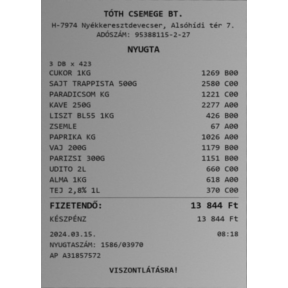 TÓTH CSEMEGE BT.
H-7974 Nyékkeresztdevecser, Alsóhídi tér 7.
ADÓSZÁM: 95388115-2-27
NYUGTA
3 DB x 423
CUKOR 1KG 1269 B00
SAJT TRAPPISTA 500G 2580 C00
PARADICSOM KG 1221 C00
KAVE 250G 2277 A00
LISZT BL55 1KG 426 B00
ZSEMLE 67 A00
PAPRIKA KG 1026 A00
VAJ 200G 1179 B00
PARIZSI 300G 1151 B00
UDITO 2L 660 C00
ALMA 1KG 618 A00
TEJ 2,8% 1L 370 C00
FIZETENDŐ: 13 844 Ft
KÉSZPÉNZ 13 844 Ft
2024.03.15. 08:18
NYUGTASZÁM: 1586/03970
AP A31857572
VISZONTLÁTÁSRA!